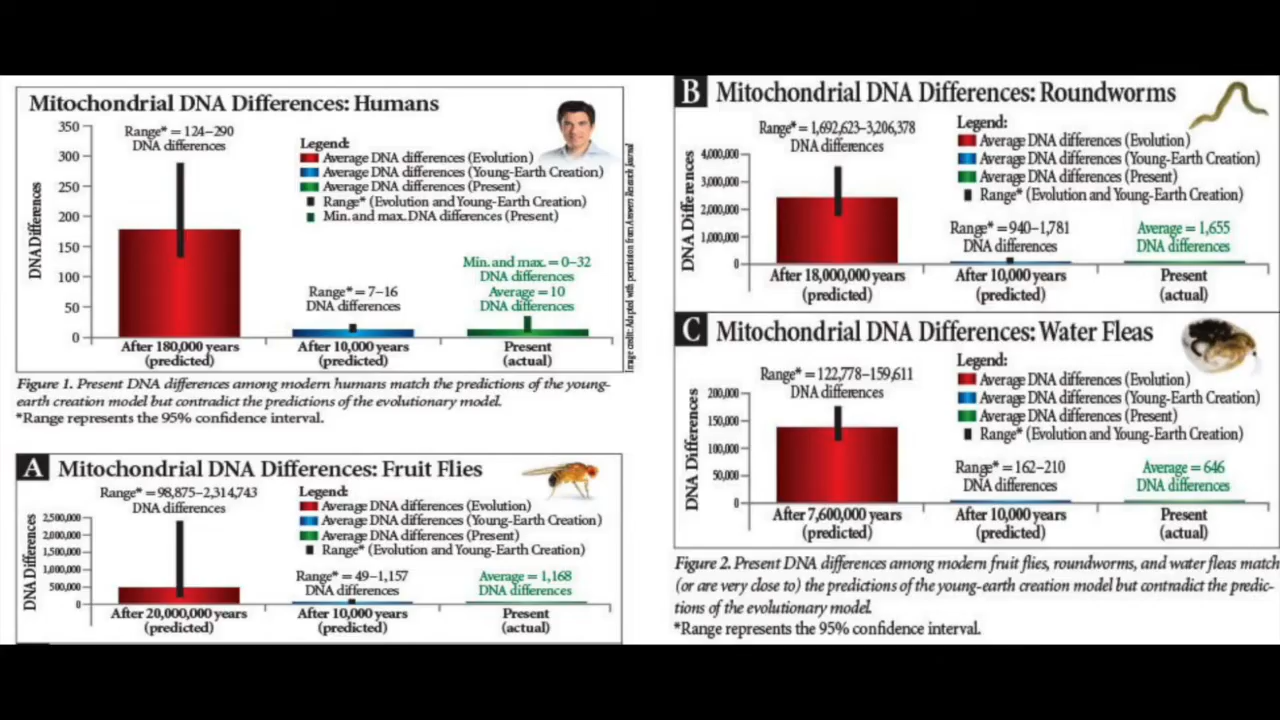 Mitochondrial DNA Differences: Humans
350
300
250
200
150
100
50
0
DNA Differences
Range* = 124–290
DNA differences
Legend:
Average DNA differences (Evolution)
Average DNA differences (Young-Earth Creation)
Average DNA differences (Present)
Range* (Evolution and Young-Earth Creation)
Min. and max. DNA differences (Present)
Range* = 7–16
DNA differences
Min. and max. = 0–32
DNA differences
Average = 10
DNA differences
After 180,000 years
(predicted)
After 10,000 years
(predicted)
Present
(actual)
Image credit: Adapted with permission from Answers Research Journal
Figure 1. Present DNA differences among modern humans match the predictions of the young-
earth creation model but contradict the predictions of the evolutionary model.
*Range represents the 95% confidence interval.
A Mitochondrial DNA Differences: Fruit Flies
Range* = 98,875–2,314,743
DNA differences
2,500,000
2,000,000
1,500,000
1,000,000
500,000
0
DNA Differences
Legend:
Average DNA differences (Evolution)
Average DNA differences (Young-Earth Creation)
Average DNA differences (Present)
Range* (Evolution and Young-Earth Creation)
Range* = 49–1,157
DNA differences
Average = 1,168
DNA differences
After 20,000,000 years
(predicted)
After 10,000 years
(predicted)
Present
(actual)
B Mitochondrial DNA Differences: Roundworms
Range* = 1,692,623–3,206,378
DNA differences
4,000,000
3,000,000
2,000,000
1,000,000
0
DNA Differences
Legend:
Average DNA differences (Evolution)
Average DNA differences (Young-Earth Creation)
Average DNA differences (Present)
Range* (Evolution and Young-Earth Creation)
Range* = 940–1,781
DNA differences
Average = 1,655
DNA differences
After 18,000,000 years
(predicted)
After 10,000 years
(predicted)
Present
(actual)
C Mitochondrial DNA Differences: Water Fleas
Range* = 122,778–159,611
DNA differences
200,000
150,000
100,000
50,000
0
DNA Differences
Legend:
Average DNA differences (Evolution)
Average DNA differences (Young-Earth Creation)
Average DNA differences (Present)
Range* (Evolution and Young-Earth Creation)
Range* = 162–210
DNA differences
Average = 646
DNA differences
After 7,600,000 years
(predicted)
After 10,000 years
(predicted)
Present
(actual)
Figure 2. Present DNA differences among modern fruit flies, roundworms, and water fleas match
(or are very close to) the predictions of the young-earth creation model but contradict the predic-
tions of the evolutionary model.
*Range represents the 95% confidence interval.